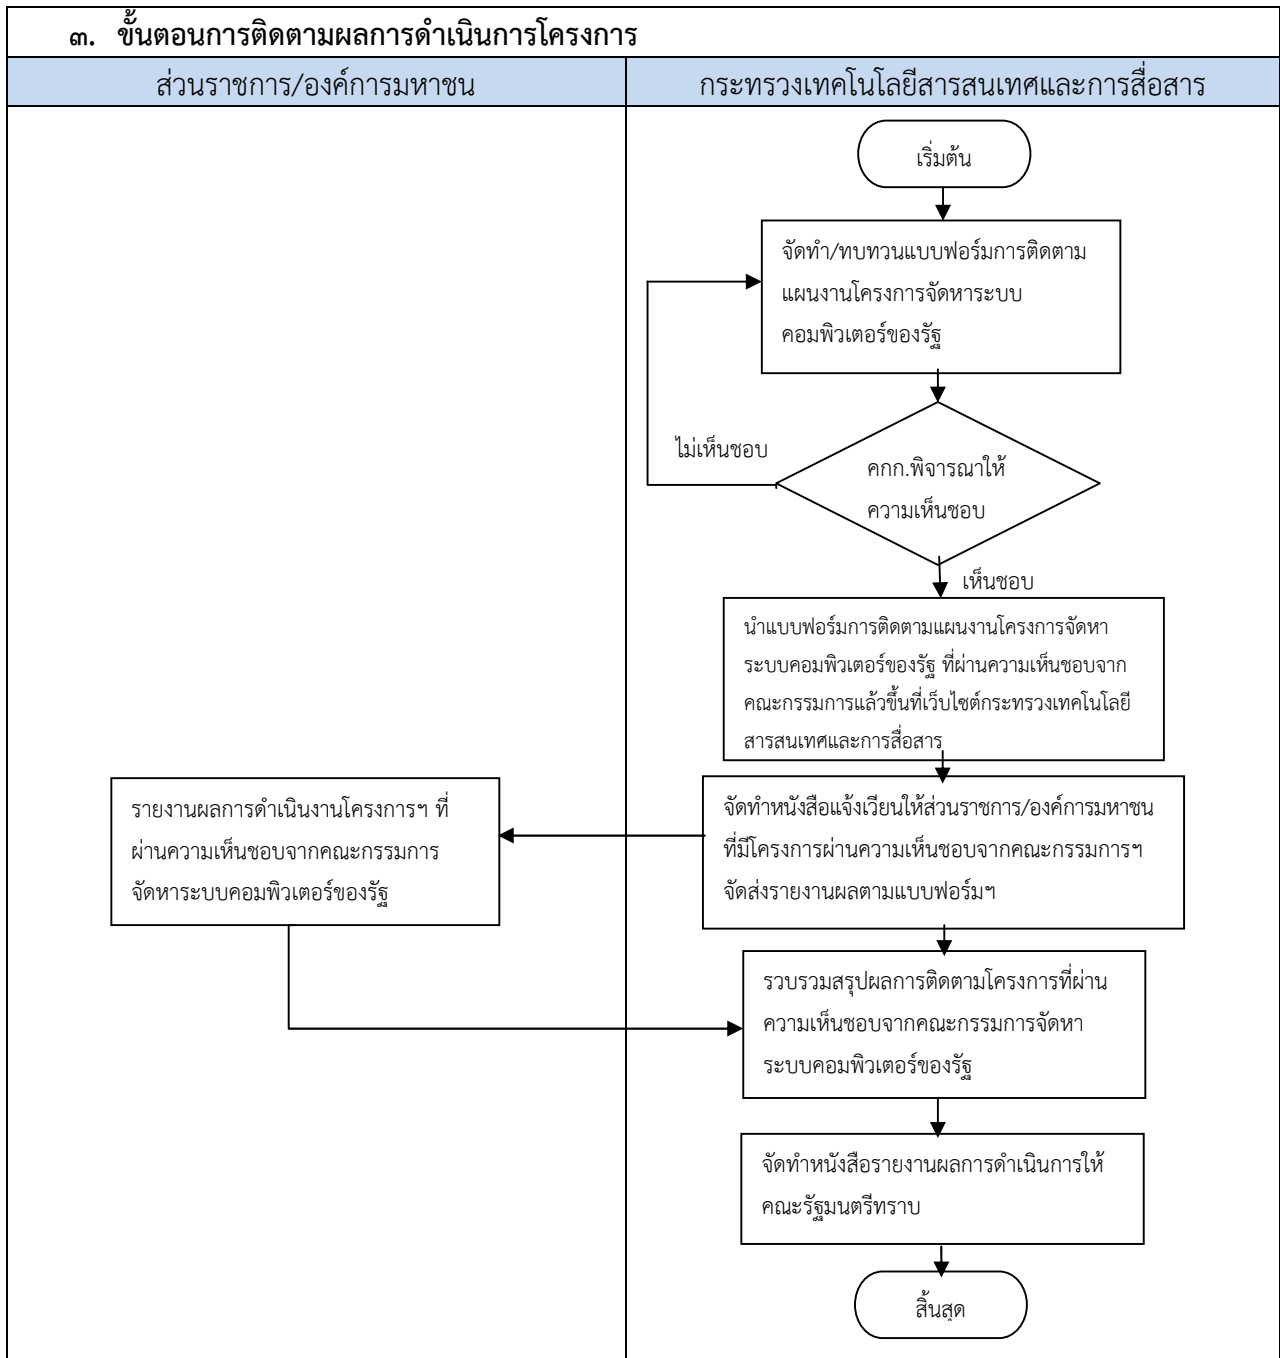 ๓. ขั้นตอนการติดตามผลการดำเนินการโครงการ
ส่วนราชการ/องค์การมหาชน
กระทรวงเทคโนโลยีสารสนเทศและการสื่อสาร
เริ่มต้น
จัดทำ/ทบทวนแบบฟอร์มการติดตาม
แผนงานโครงการจัดหาระบบ
คอมพิวเตอร์ของรัฐ
ไม่เห็นชอบ
คกก.พิจารณาให้
ความเห็นชอบ
เห็นชอบ
นำแบบฟอร์มการติดตามแผนงานโครงการจัดหา
ระบบคอมพิวเตอร์ของรัฐ ที่ผ่านความเห็นชอบจาก
คณะกรรมการแล้วขึ้นที่เว็บไซต์กระทรวงเทคโนโลยี
สารสนเทศและการสื่อสาร
จัดทำหนังสือแจ้งเวียนให้ส่วนราชการ/องค์การมหาชน
ที่มีโครงการผ่านความเห็นชอบจากคณะกรรมการฯ
จัดส่งรายงานผลตามแบบฟอร์มฯ
รายงานผลการดำเนินงานโครงการฯ ที่
ผ่านความเห็นชอบจากคณะกรรมการ
จัดหาระบบคอมพิวเตอร์ของรัฐ
รวบรวมสรุปผลการติดตามโครงการที่ผ่าน
ความเห็นชอบจากคณะกรรมการจัดหา
ระบบคอมพิวเตอร์ของรัฐ
จัดทำหนังสือรายงานผลการดำเนินการให้
คณะรัฐมนตรีทราบ
สิ้นสุด